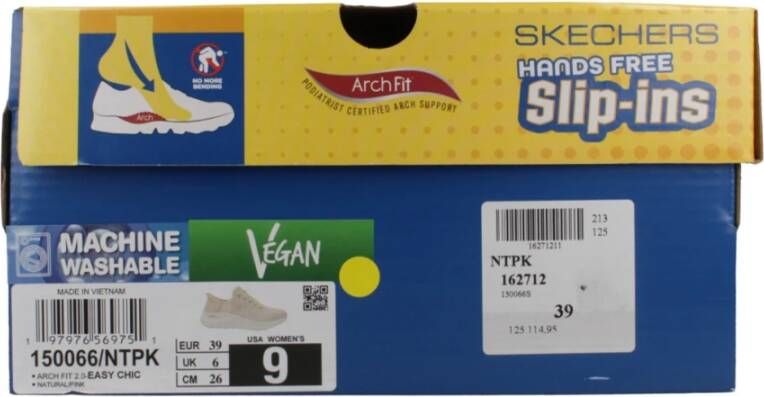 SKECHERS
HANDS FREE
Slip-ins
ArchFit
PODIATRIST CERTIFIED ARCH SUPPORT
NO MORE
BENDING
Arch
MACHINE
WASHABLE
VEGAN
MADE IN VIETNAM
1 97976 56975 1
150066/NTPK
• ARCH FIT 2.0-EASY CHIC
• NATURAL/PINK
EUR 39
UK 6
CM 26
USA WOMEN'S
9
16271211
213
125
NTPK
162712
150066S
39
125:114,95